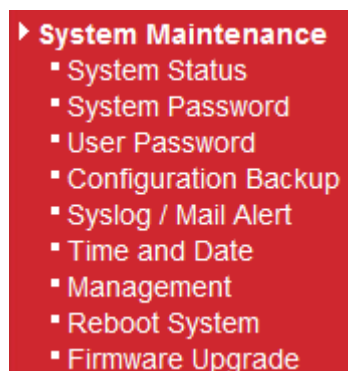 System Maintenance
System Status
System Password
User Password
Configuration Backup
Syslog / Mail Alert
Time and Date
Management
Reboot System
Firmware Upgrade